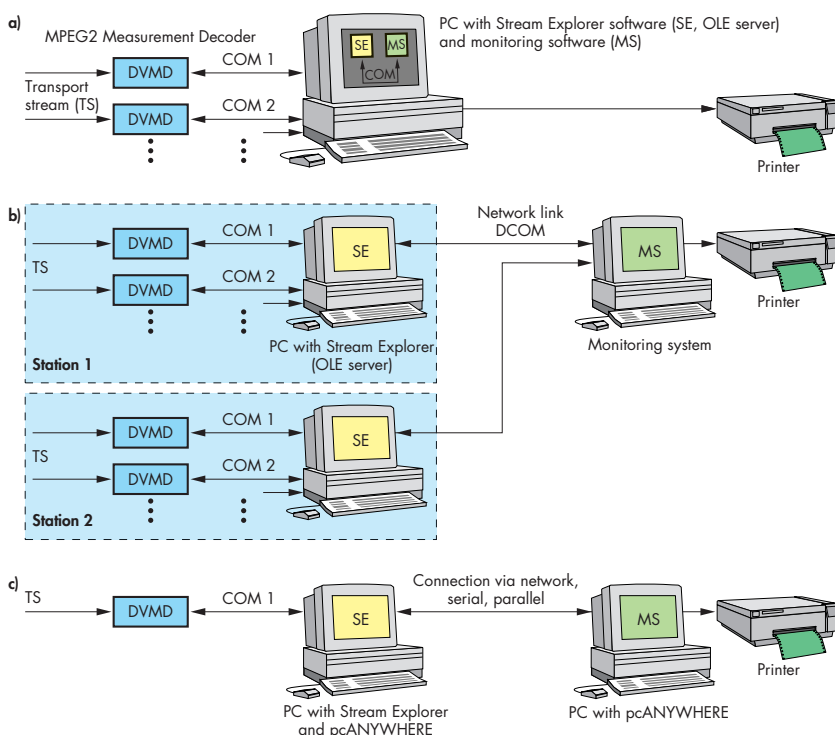 a)
MPEG2 Measurement Decoder
PC with Stream Explorer software (SE, OLE server)
and monitoring software (MS)
SE
MS
COM
DVMD
COM 1
Transport
stream (TS)
DVMD
COM 2
Printer
b)
DVMD
COM 1
SE
Network link
DCOM
MS
TS
DVMD
COM 2
Printer
PC with Stream Explorer
(OLE server)
Monitoring system
Station 1
DVMD
COM 1
SE
TS
DVMD
COM 2
Station 2
c)
TS
DVMD
COM 1
SE
Connection via network,
serial, parallel
MS
Printer
PC with Stream Explorer
and pcANYWHERE
PC with pcANYWHERE